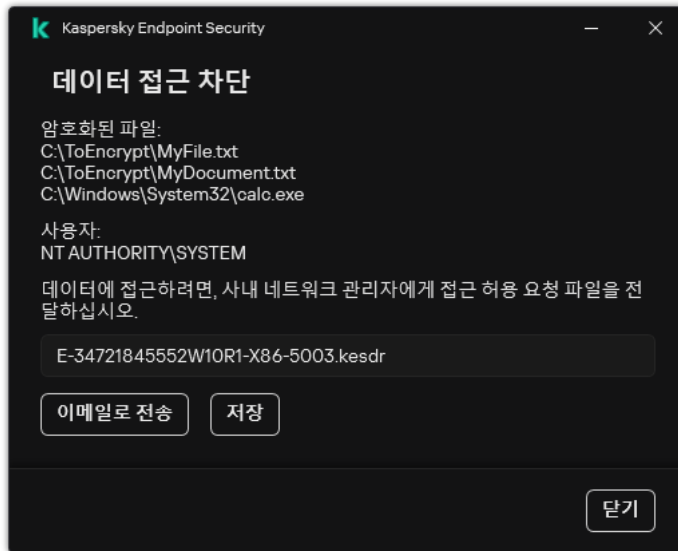 Kaspersky Endpoint Security
데이터 접근 차단
암호화된 파일:
C:\ToEncrypt\MyFile.txt
C:\ToEncrypt\MyDocument.txt
C:\Windows\System32\calc.exe
사용자:
NT AUTHORITY\SYSTEM
데이터에 접근하려면, 사내 네트워크 관리자에게 접근 허용 요청 파일을 전
달하십시오.
E-34721845552W10R1-X86-5003.kesdr
이메일로 전송 저장
닫기